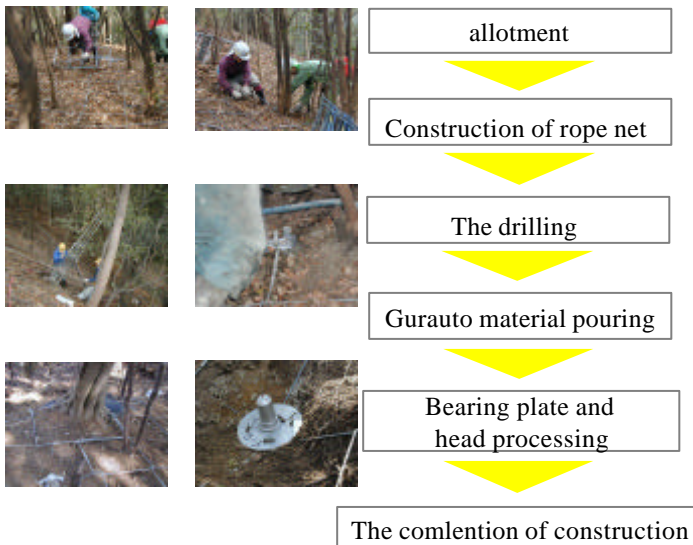 allotment
Construction of rope net
The drilling
Gurauto material pouring
Bearing plate and
head processing
The comlention of construction